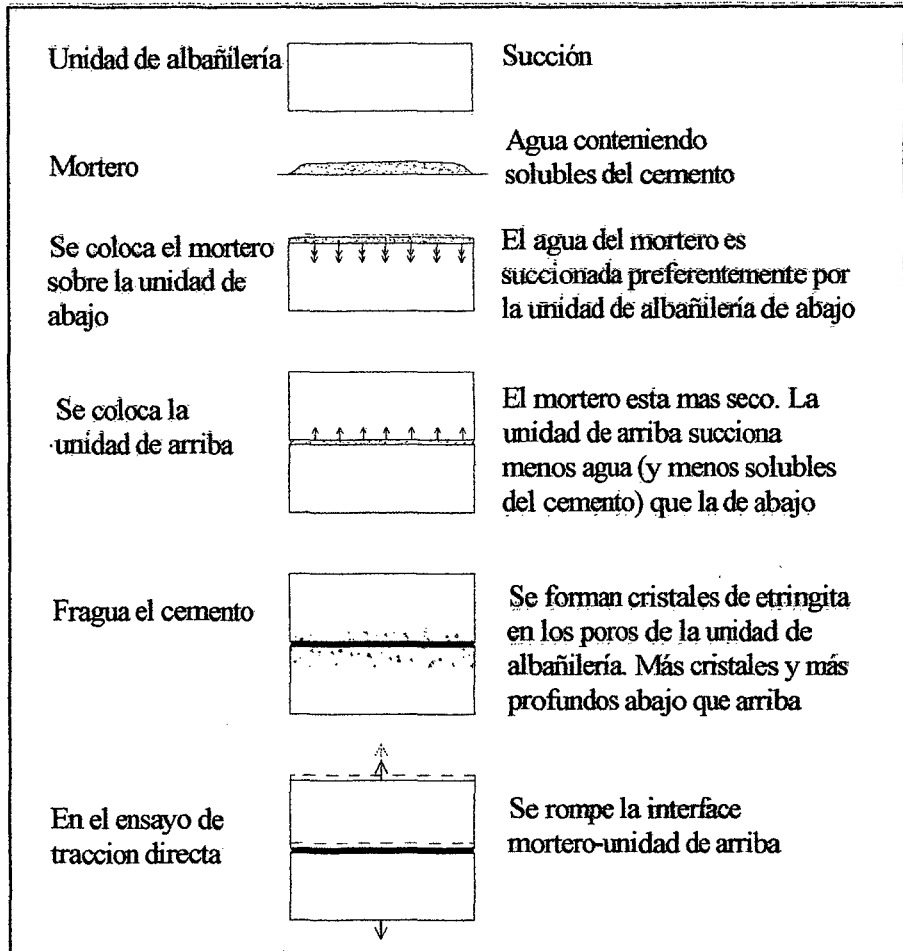 Unidad de albañilería
Succión
Mortero
Agua conteniendo
solubles del cemento
Se coloca el mortero
sobre la unidad de
abajo
El agua del mortero es
succionada preferentemente por
la unidad de albañilería de abajo
Se coloca la
unidad de arriba
El mortero esta mas seco. La
unidad de arriba succiona
menos agua (y menos solubles
del cemento) que la de abajo
Fragua el cemento
Se forman cristales de etringita
en los poros de la unidad de
albañilería. Más cristales y más
profundos abajo que arriba
En el ensayo de
traccion directa
Se rompe la interface
mortero-unidad de arriba